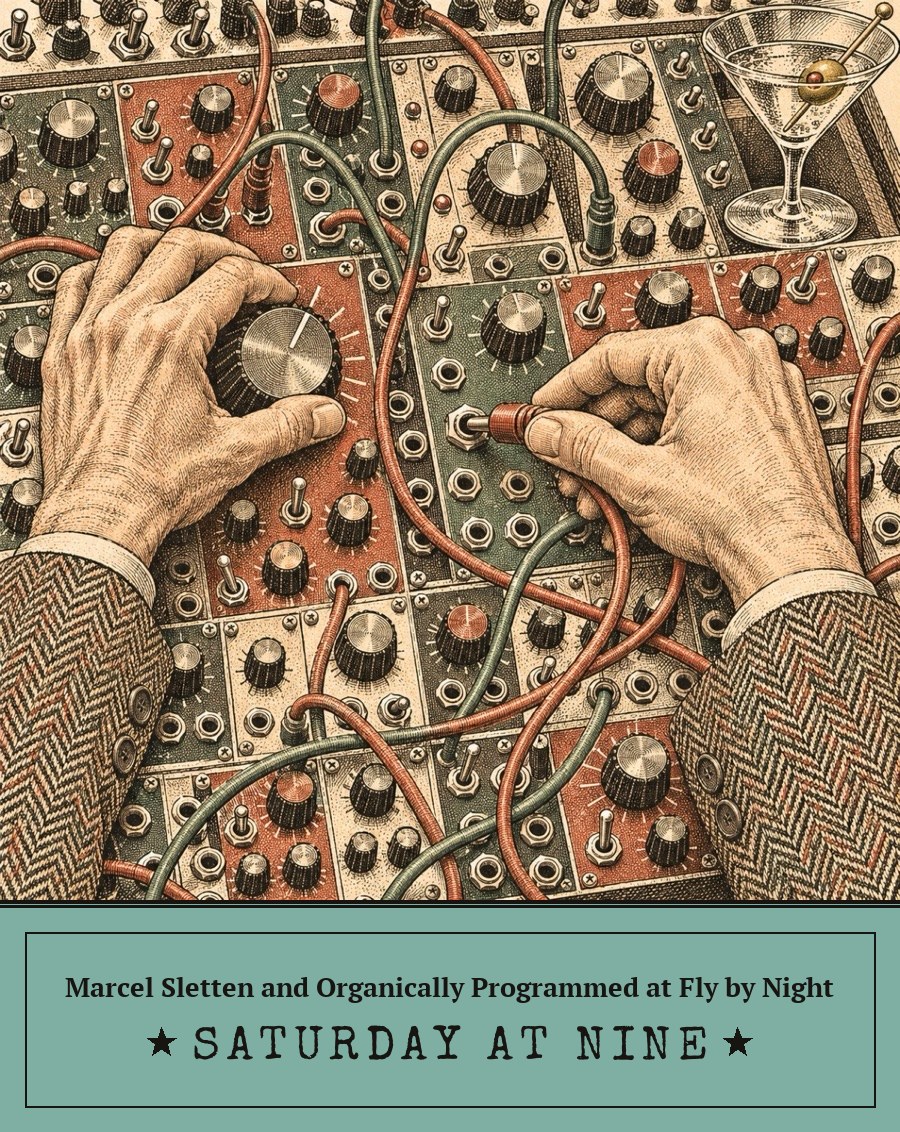 Marcel Sletten and Organically Programmed at Fly by Night
★ SATURDAY AT NINE ★